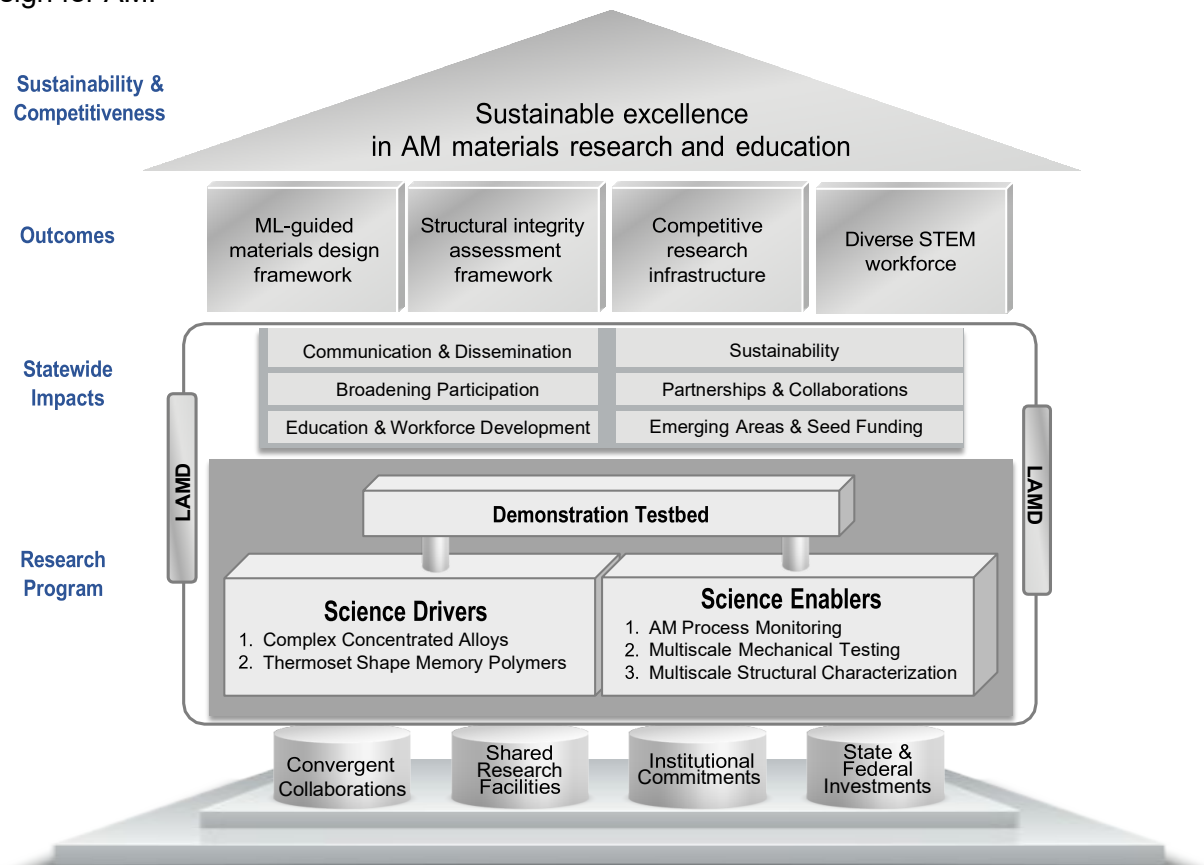 sign for AM.
Sustainability &
Competitiveness
Sustainable excellence
in AM materials research and education
Outcomes
ML-guided
materials design
framework
Structural integrity
assessment
framework
Competitive
research
infrastructure
Diverse STEM
workforce
Statewide
Impacts
Communication & Dissemination
Sustainability
Broadening Participation
Partnerships & Collaborations
Education & Workforce Development
Emerging Areas & Seed Funding
LAMD
LAMD
Research
Program
Demonstration Testbed
Science Drivers
1. Complex Concentrated Alloys
2. Thermoset Shape Memory Polymers
Science Enablers
1. AM Process Monitoring
2. Multiscale Mechanical Testing
3. Multiscale Structural Characterization
Convergent
Collaborations
Shared
Research
Facilities
Institutional
Commitments
State &
Federal
Investments